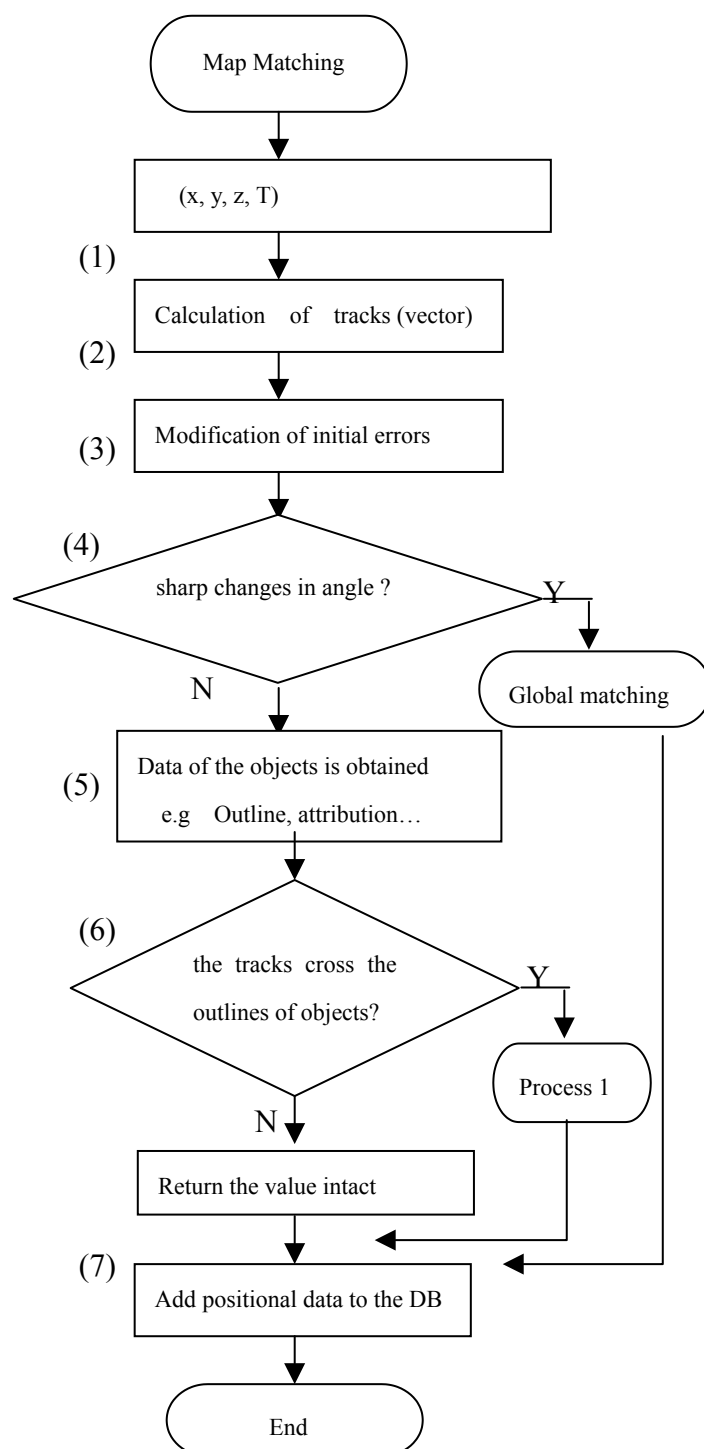 Map Matching
(x, y, z, T)
(1)
Calculation of tracks (vector)
(2)
Modification of initial errors
(3)
(4)
sharp changes in angle ?
Y
N
Global matching
Data of the objects is obtained
(5)
e.g Outline, attribution…
(6)
the tracks cross the
Y
outlines of objects?
Process 1
N
Return the value intact
(7)
Add positional data to the DB
End